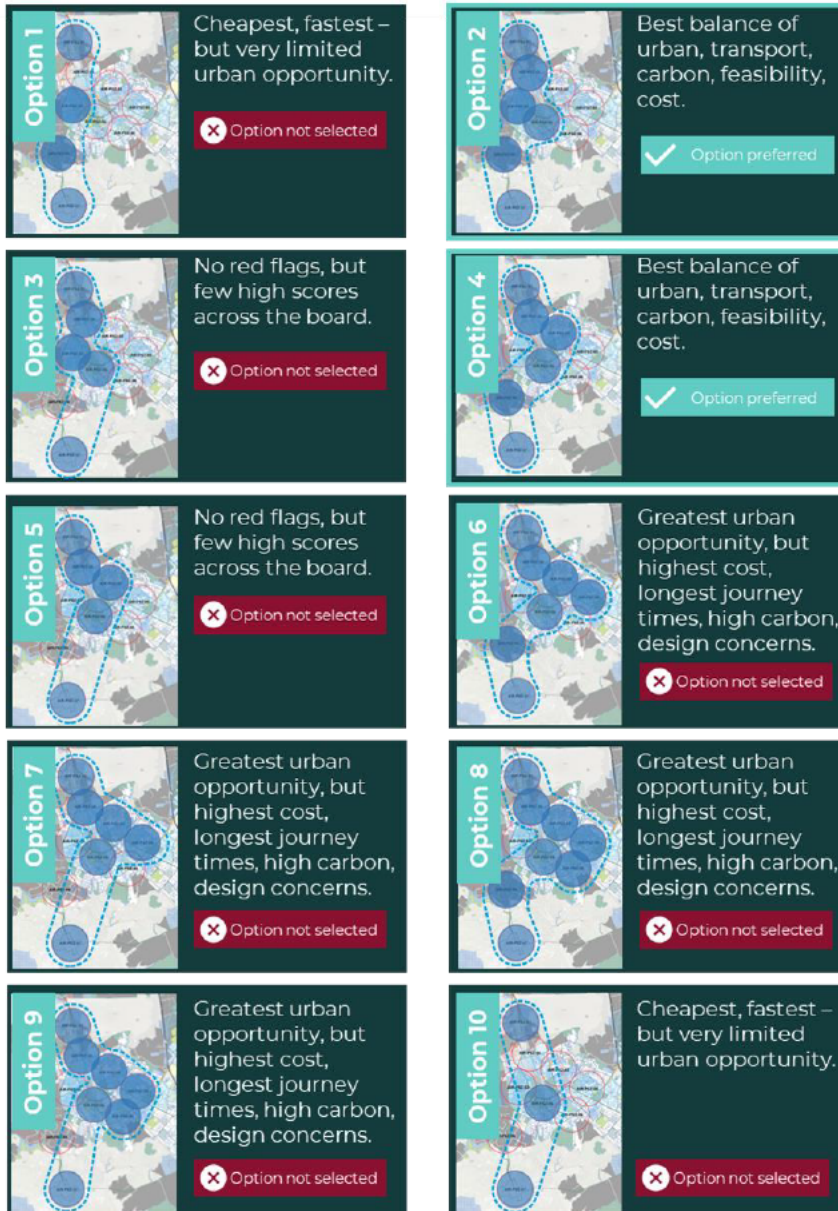 Option 1
Cheapest, fastest –
but very limited
urban opportunity.
Option not selected
Option 2
Best balance of
urban, transport,
carbon, feasibility,
cost.
Option preferred
Option 3
No red flags, but
few high scores
across the board.
Option not selected
Option 4
Best balance of
urban, transport,
carbon, feasibility,
cost.
Option preferred
Option 5
No red flags, but
few high scores
across the board.
Option not selected
Option 6
Greatest urban
opportunity, but
highest cost,
longest journey
times, high carbon,
design concerns.
Option not selected
Option 7
Greatest urban
opportunity, but
highest cost,
longest journey
times, high carbon,
design concerns.
Option not selected
Option 8
Greatest urban
opportunity, but
highest cost,
longest journey
times, high carbon,
design concerns.
Option not selected
Option 9
Greatest urban
opportunity, but
highest cost,
longest journey
times, high carbon,
design concerns.
Option not selected
Option 10
Cheapest, fastest –
but very limited
urban opportunity.
Option not selected